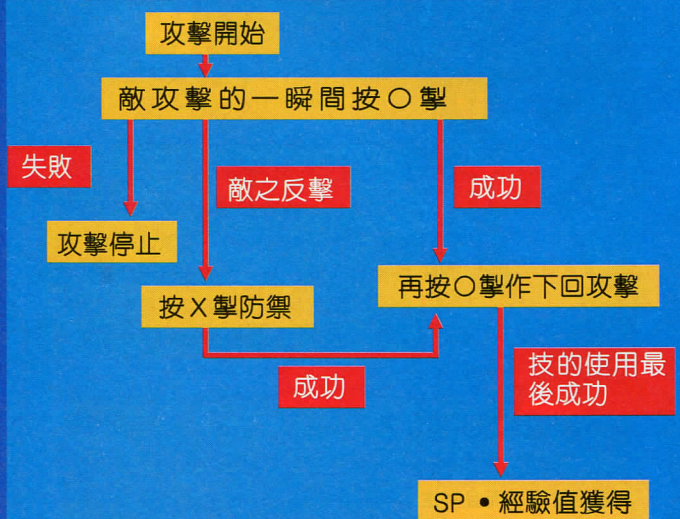 攻擊開始
敵攻擊的一瞬間按○掣
失敗
敵之反擊
成功
攻擊停止
按X掣防禦
再按○掣作下回攻擊
成功
技的使用最
後成功
SP•經驗值獲得